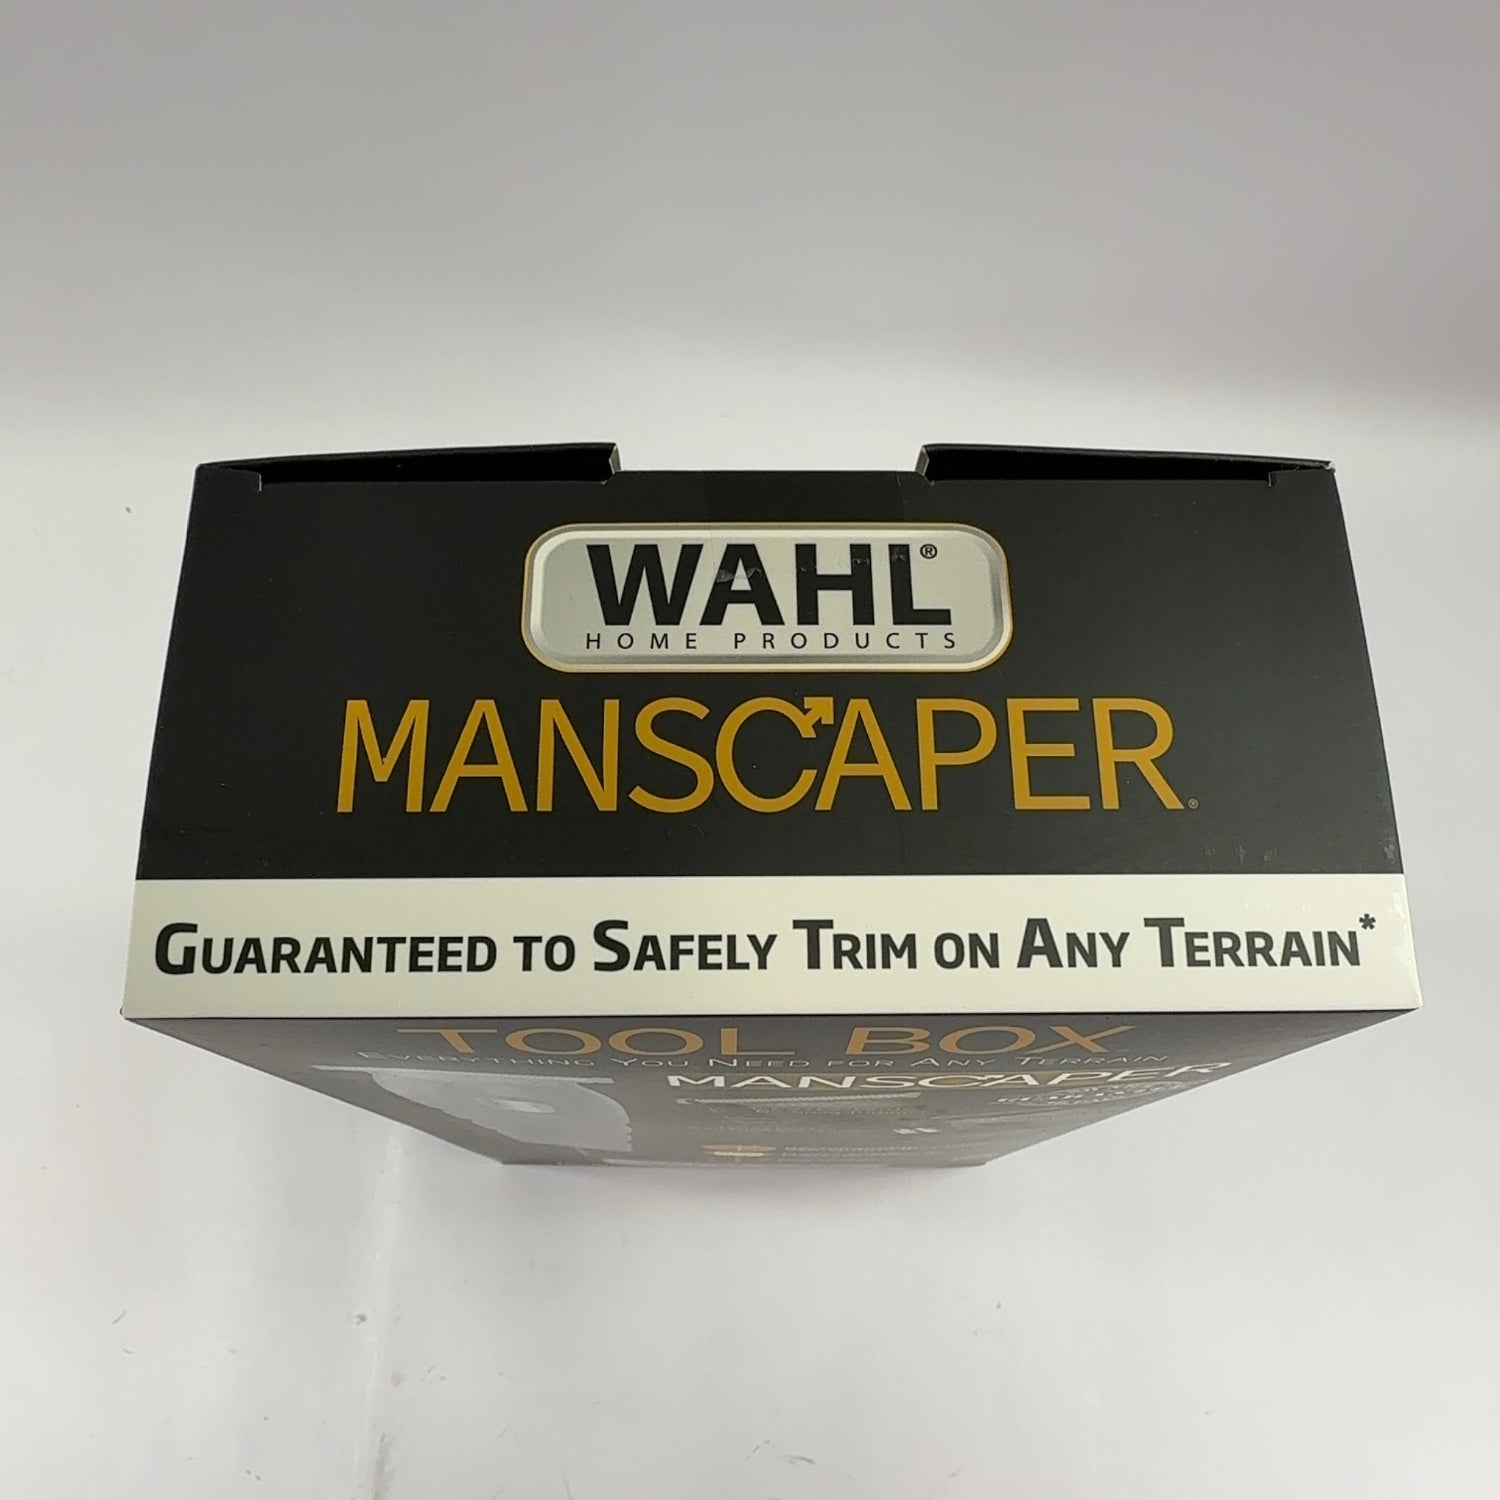 WAHL®
HOME PRODUCTS
MANSCAPER®
GUARANTEED TO SAFELY TRIM ON ANY TERRAIN*
TOOL BOX
EVERYTHING YOU NEED FOR ANY TERRAIN
MANSCAPER